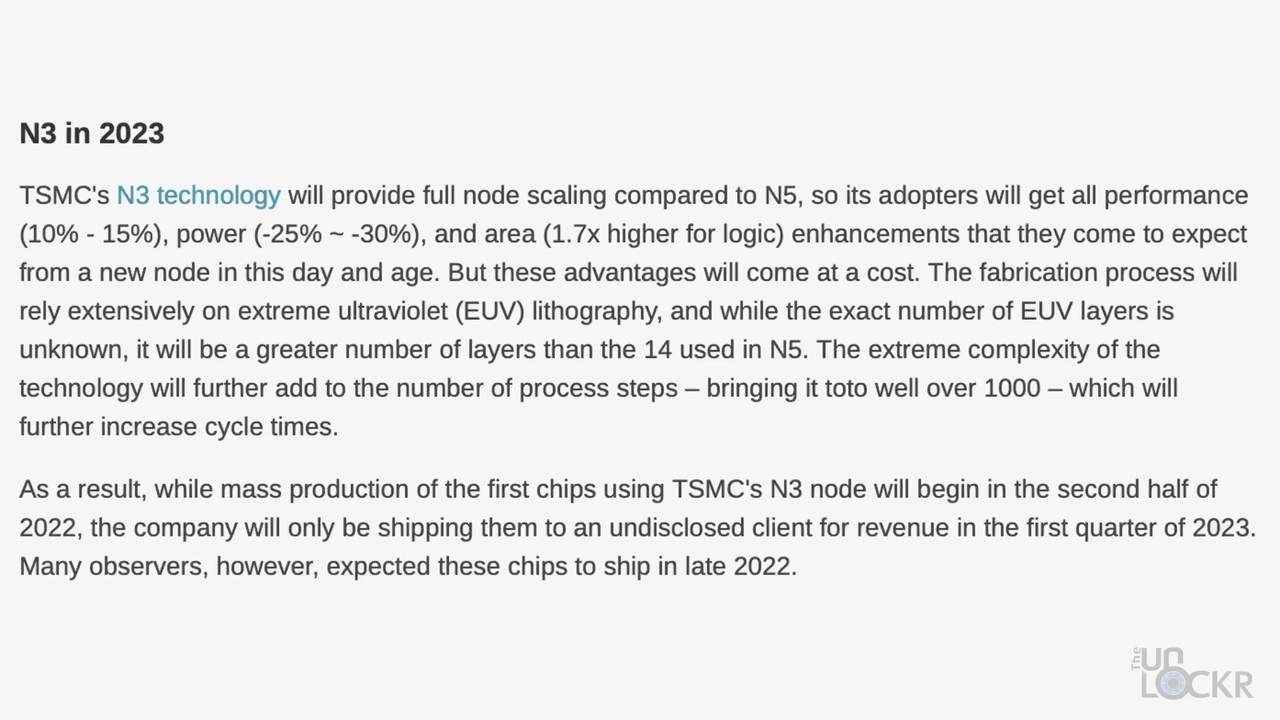 N3 in 2023
TSMC's N3 technology will provide full node scaling compared to N5, so its adopters will get all performance
(10% - 15%), power (-25% ~ -30%), and area (1.7x higher for logic) enhancements that they come to expect
from a new node in this day and age. But these advantages will come at a cost. The fabrication process will
rely extensively on extreme ultraviolet (EUV) lithography, and while the exact number of EUV layers is
unknown, it will be a greater number of layers than the 14 used in N5. The extreme complexity of the
technology will further add to the number of process steps – bringing it toto well over 1000 – which will
further increase cycle times.
As a result, while mass production of the first chips using TSMC's N3 node will begin in the second half of
2022, the company will only be shipping them to an undisclosed client for revenue in the first quarter of 2023.
Many observers, however, expected these chips to ship in late 2022.
The UN
LOCKR